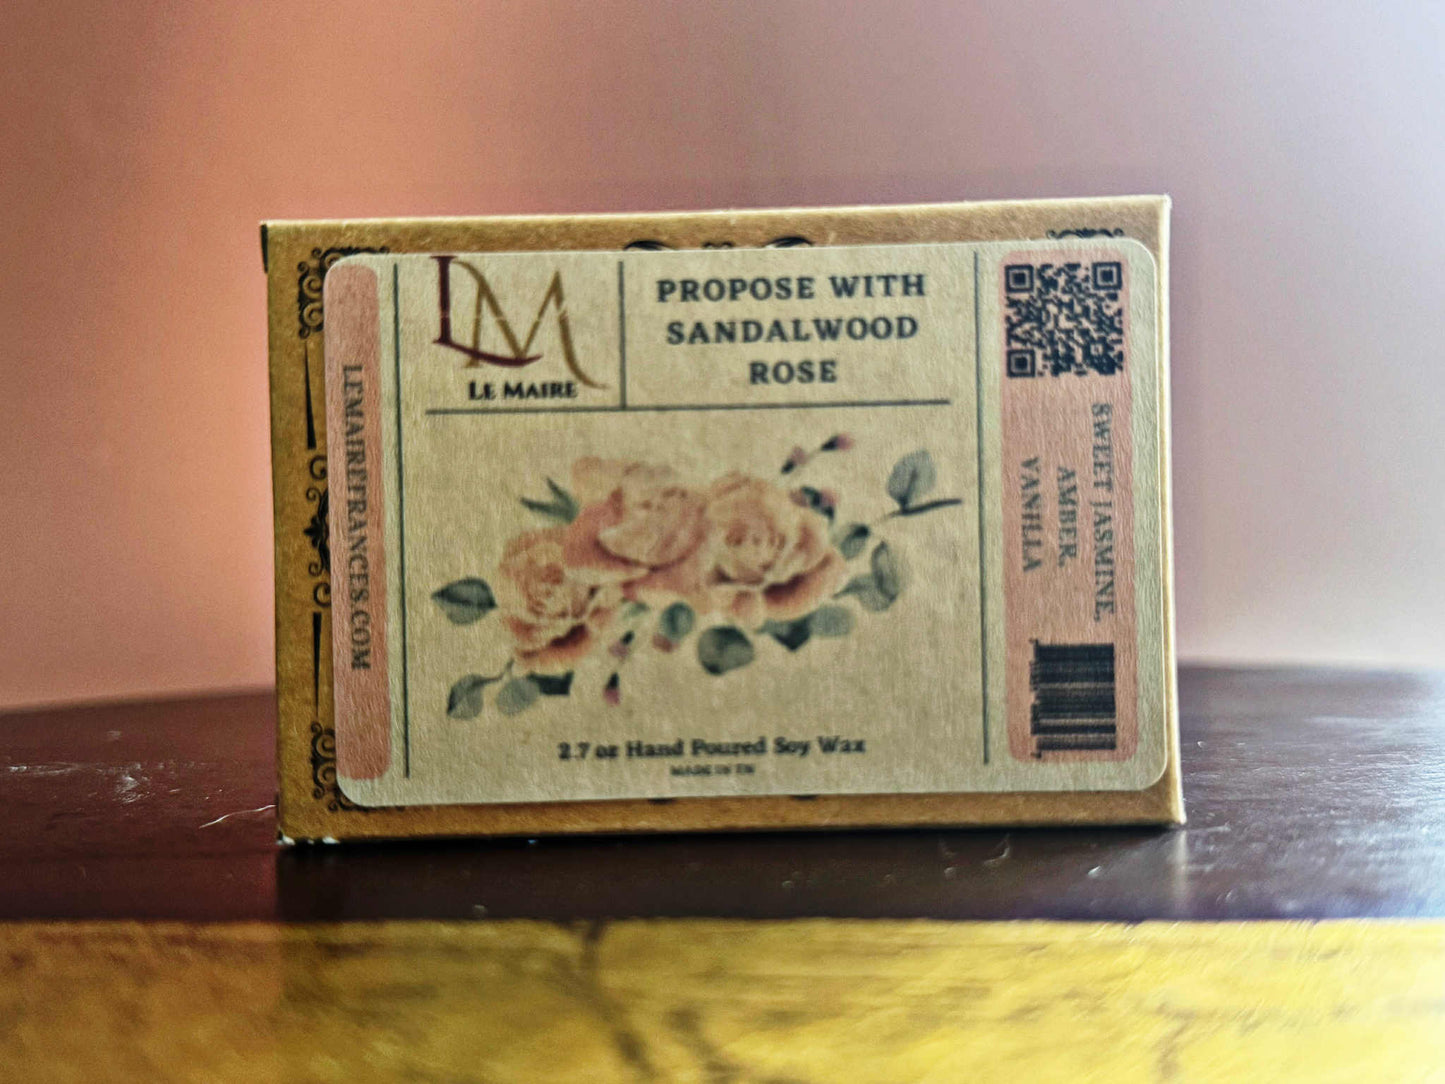 LM
LE MAIRE
PROPOSE WITH
SANDALWOOD
ROSE
LEMAIREFRANCES.COM
SWEET JASMINE,
AMBER,
VANILLA
2.7 oz Hand Poured Soy Wax
MADE IN TN